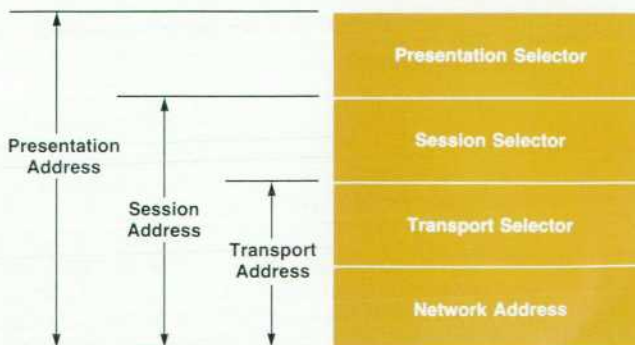 Presentation Selector
Session Selector
Transport Selector
Network Address
Presentation
Address
Session
Address
Transport
Address